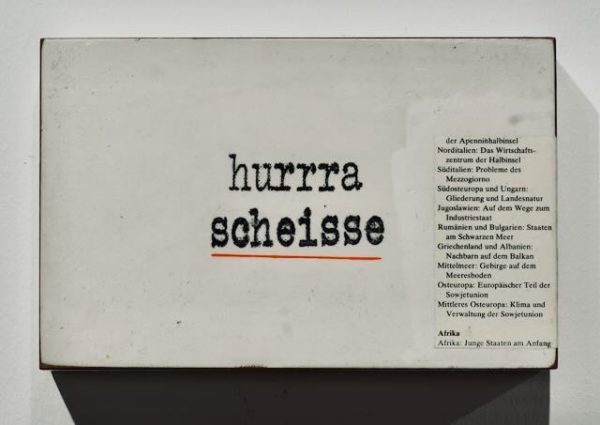 hurrra
scheisse
der Apenninhalbinsel
Norditalien: Das Wirtschafts-
zentrum der Halbinsel
Süditalien: Probleme des
Mezzogiorno
Südosteuropa und Ungarn:
Gliederung und Landesnatur
Jugoslawien: Auf dem Wege zum
Industriestaat
Rumänien und Bulgarien: Staaten
am Schwarzen Meer
Griechenland und Albanien:
Nachbarn auf dem Balkan
Mittelmeer: Gebirge auf dem
Meeresboden
Osteuropa: Europäischer Teil der
Sowjetunion
Mittleres Osteuropa: Klima und
Verwaltung der Sowjetunion
Afrika
Afrika: Junge Staaten am Anfang